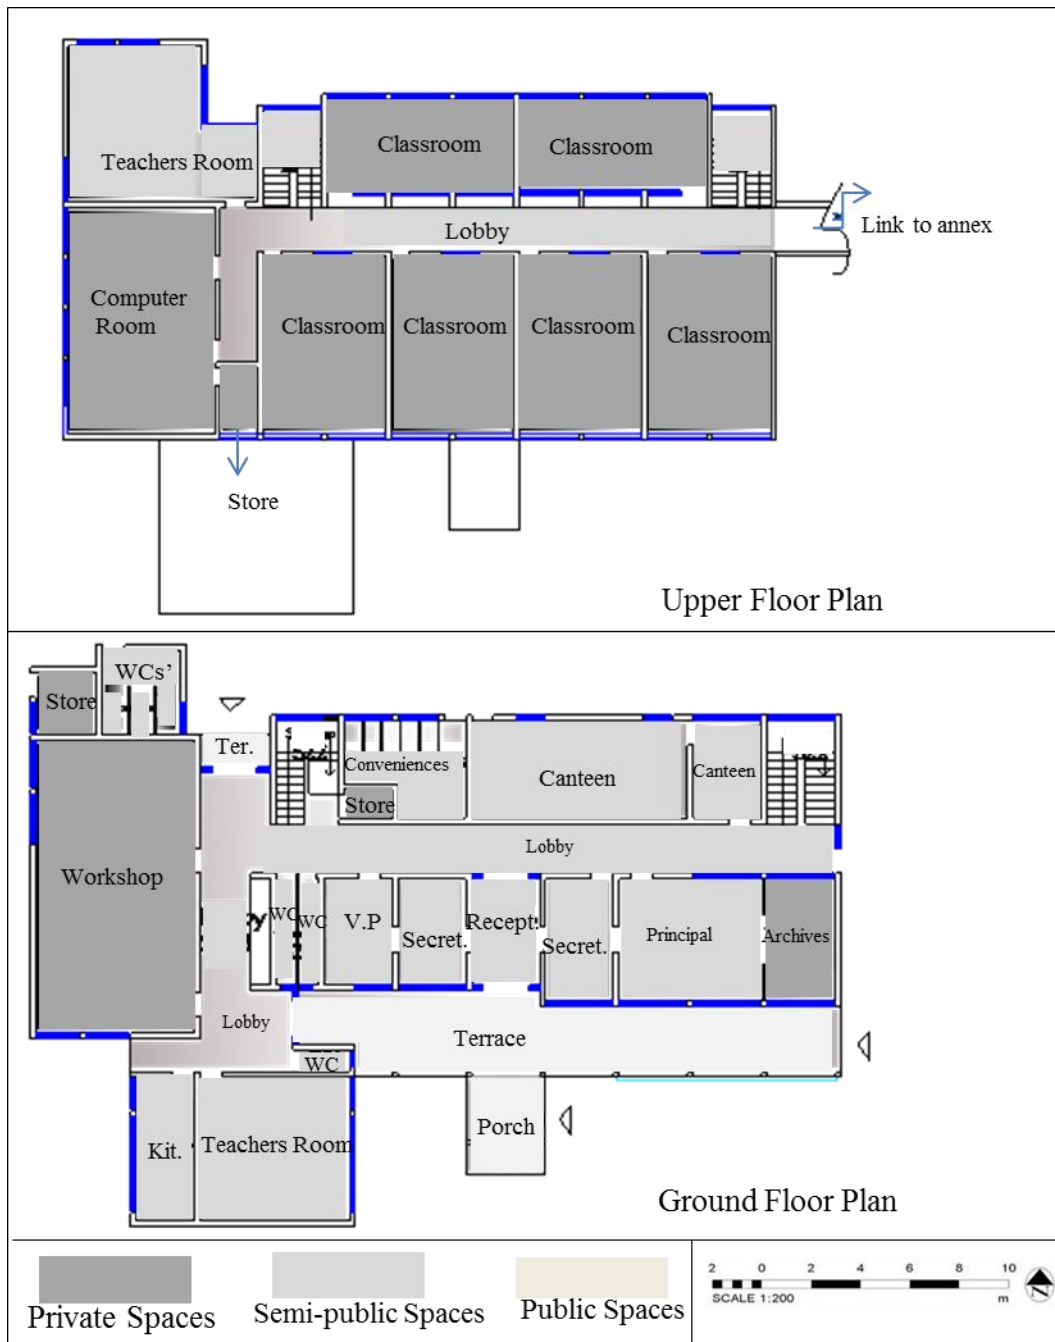 Teachers Room
Classroom
Classroom
Lobby
Link to annex
Computer
Room
Classroom
Classroom
Classroom
Classroom
Store
Upper Floor Plan
WCs’
Store
Ter.
Conveniences
Canteen
Canteen
Store
Lobby
Workshop
WC
WC
V.P
Secret.
Recept.
Secret.
Principal
Archives
Lobby
Terrace
WC
Porch
Kit.
Teachers Room
Ground Floor Plan
Private Spaces
Semi-public Spaces
Public Spaces
2 0 2 4 6 8 10
SCALE 1:200 m
N